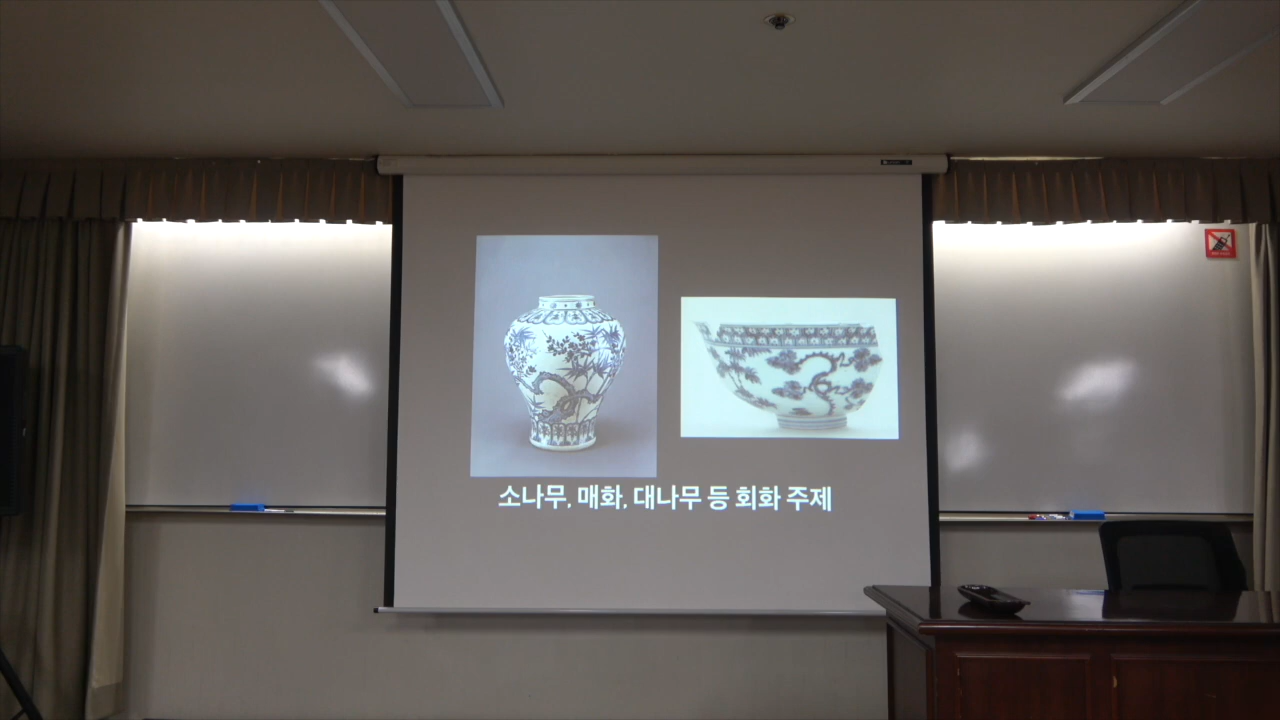 소나무, 매화, 대나무 등 회화 주제